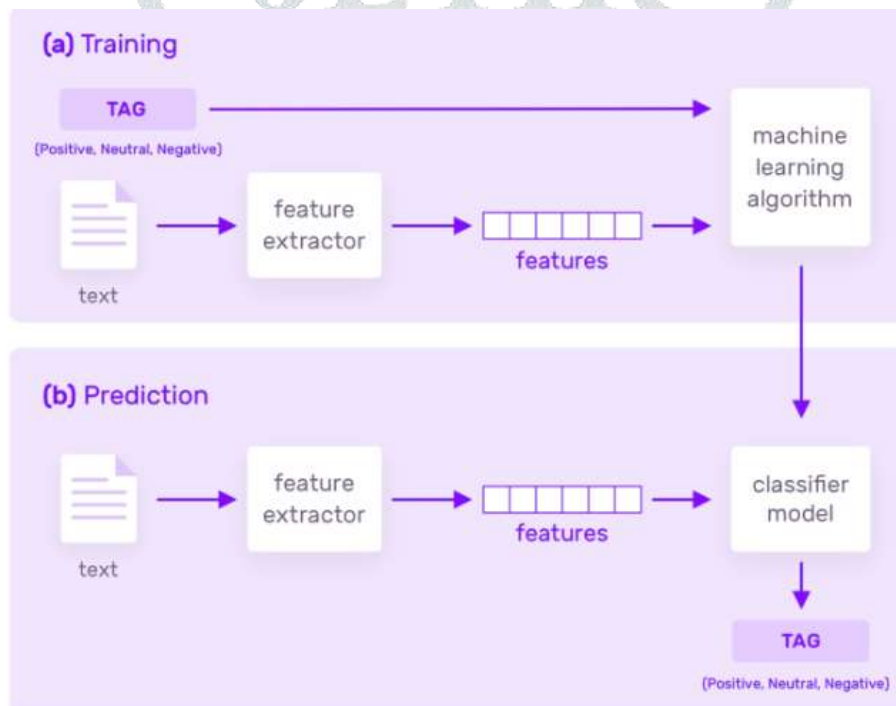 (a) Training
TAG
(Positive, Neutral, Negative)
text
feature
extractor
features
machine
learning
algorithm
(b) Prediction
text
feature
extractor
features
classifier
model
TAG
(Positive, Neutral, Negative)